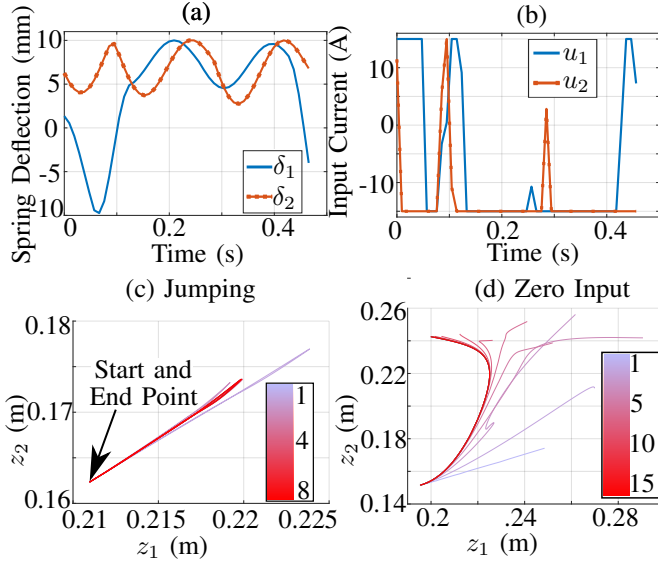 (a)
(b)
Spring Deflection (mm)
10
5
0
-5
10
0
0.2
0.4
Time (s)
δ1
δ2
Input Current (A)
15
0
-15
0
0.2
0.4
Time (s)
u1
u2
(c) Jumping
(d) Zero Input
z2 (m)
0.18
0.17
0.16
0.21
0.215
0.22
0.225
z1 (m)
Start and
End Point
1
4
8
z2 (m)
0.26
0.22
0.18
0.14
0.2
0.24
0.28
z1 (m)
1
5
10
15